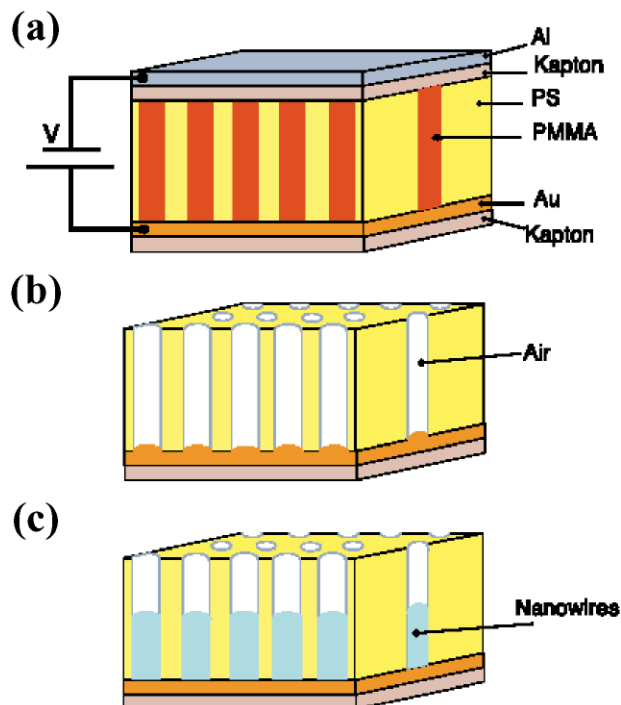 (a)
Al
Kapton
PS
PMMA
V
Au
Kapton
(b)
Air
(c)
Nanowires